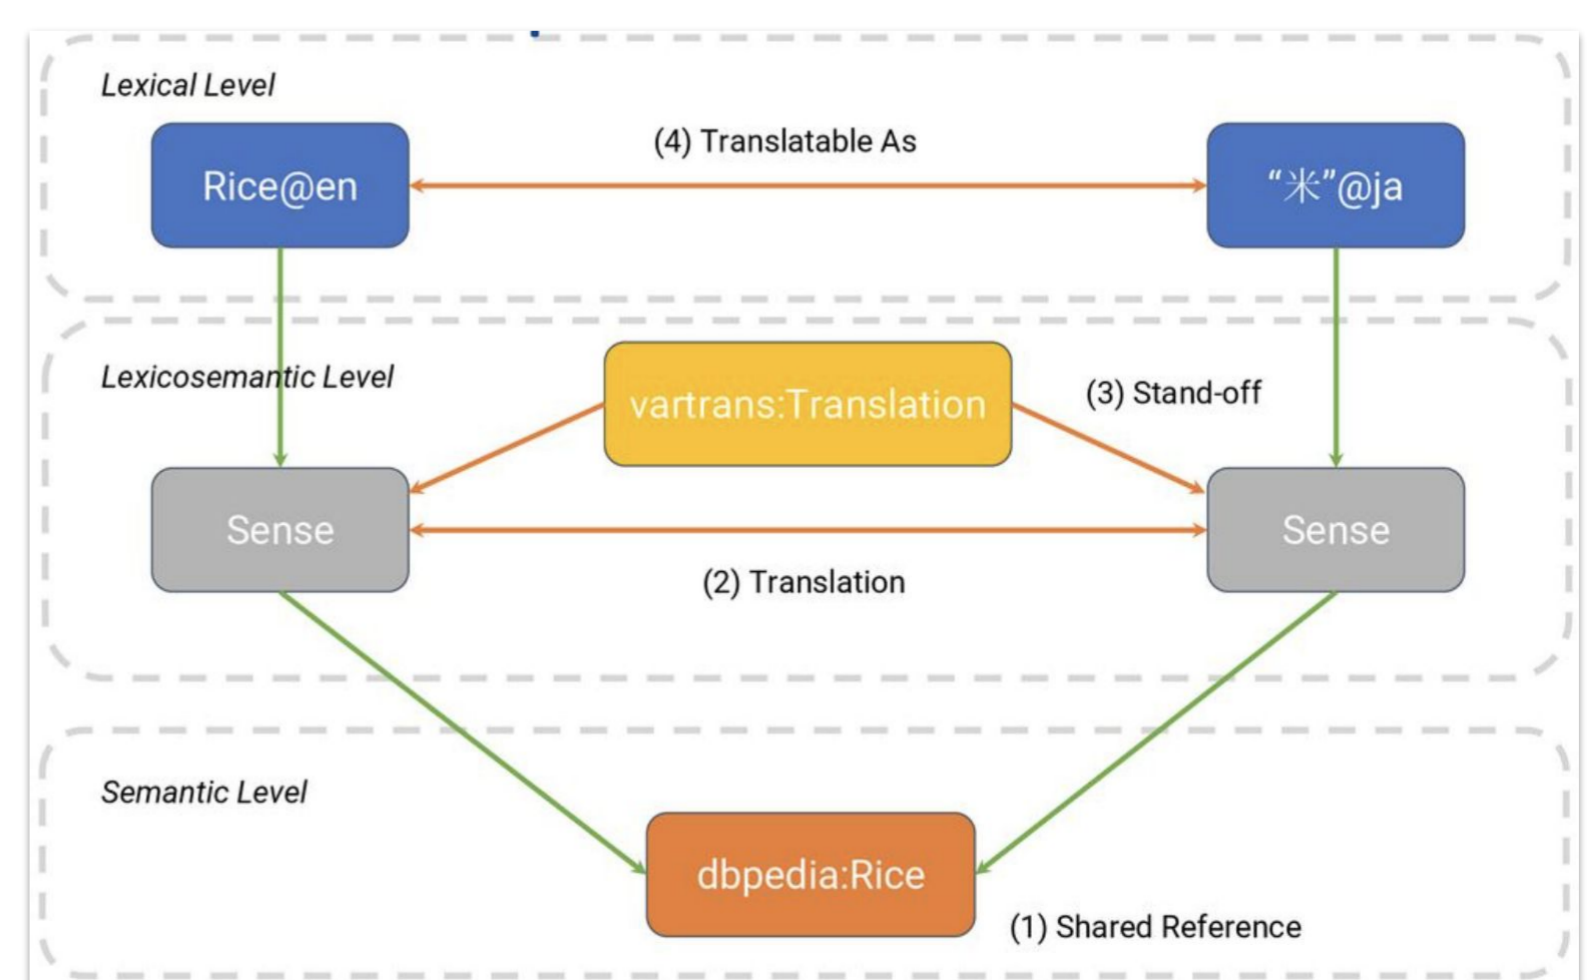 Lexical Level
(4) Translatable As
Rice@en
“米”@ja
Lexicosemantic Level
vartrans:Translation
(3) Stand-off
Sense
Sense
(2) Translation
Semantic Level
dbpedia:Rice
(1) Shared Reference